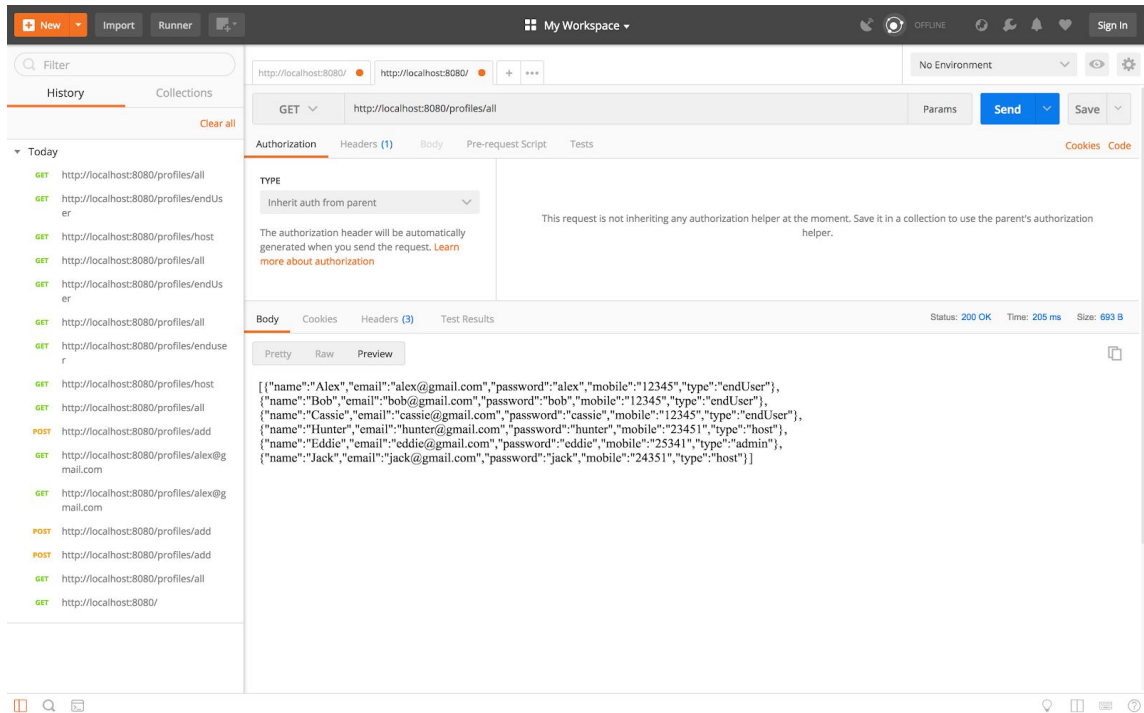 New Import Runner My Workspace OFFLINE Sign In
Filter
History Collections
Clear all
Today
GET http://localhost:8080/profiles/all
GET http://localhost:8080/profiles/endUs
er
GET http://localhost:8080/profiles/host
GET http://localhost:8080/profiles/all
GET http://localhost:8080/profiles/endUs
er
GET http://localhost:8080/profiles/all
GET http://localhost:8080/profiles/enduse
r
GET http://localhost:8080/profiles/host
GET http://localhost:8080/profiles/all
POST http://localhost:8080/profiles/add
GET http://localhost:8080/profiles/alex@g
mail.com
GET http://localhost:8080/profiles/alex@g
mail.com
POST http://localhost:8080/profiles/add
POST http://localhost:8080/profiles/add
GET http://localhost:8080/profiles/all
GET http://localhost:8080/
http://localhost:8080/ http://localhost:8080/ No Environment
GET http://localhost:8080/profiles/all Params Send Save
Authorization Headers (1) Body Pre-request Script Tests Cookies Code
TYPE
Inherit auth from parent
The authorization header will be automatically
generated when you send the request. Learn
more about authorization
This request is not inheriting any authorization helper at the moment. Save it in a collection to use the parent's authorization
helper.
Body Cookies Headers (3) Test Results Status: 200 OK Time: 205 ms Size: 693 B
Pretty Raw Preview
[{"name":"Alex","email":"alex@gmail.com","password":"alex","mobile":"12345","type":"endUser"},
{"name":"Bob","email":"bob@gmail.com","password":"bob","mobile":"12345","type":"endUser"},
{"name":"Cassie","email":"cassie@gmail.com","password":"cassie","mobile":"12345","type":"endUser"},
{"name":"Hunter","email":"hunter@gmail.com","password":"hunter","mobile":"23451","type":"host"},
{"name":"Eddie","email":"eddie@gmail.com","password":"eddie","mobile":"25341","type":"admin"},
{"name":"Jack","email":"jack@gmail.com","password":"jack","mobile":"24351","type":"host"}]